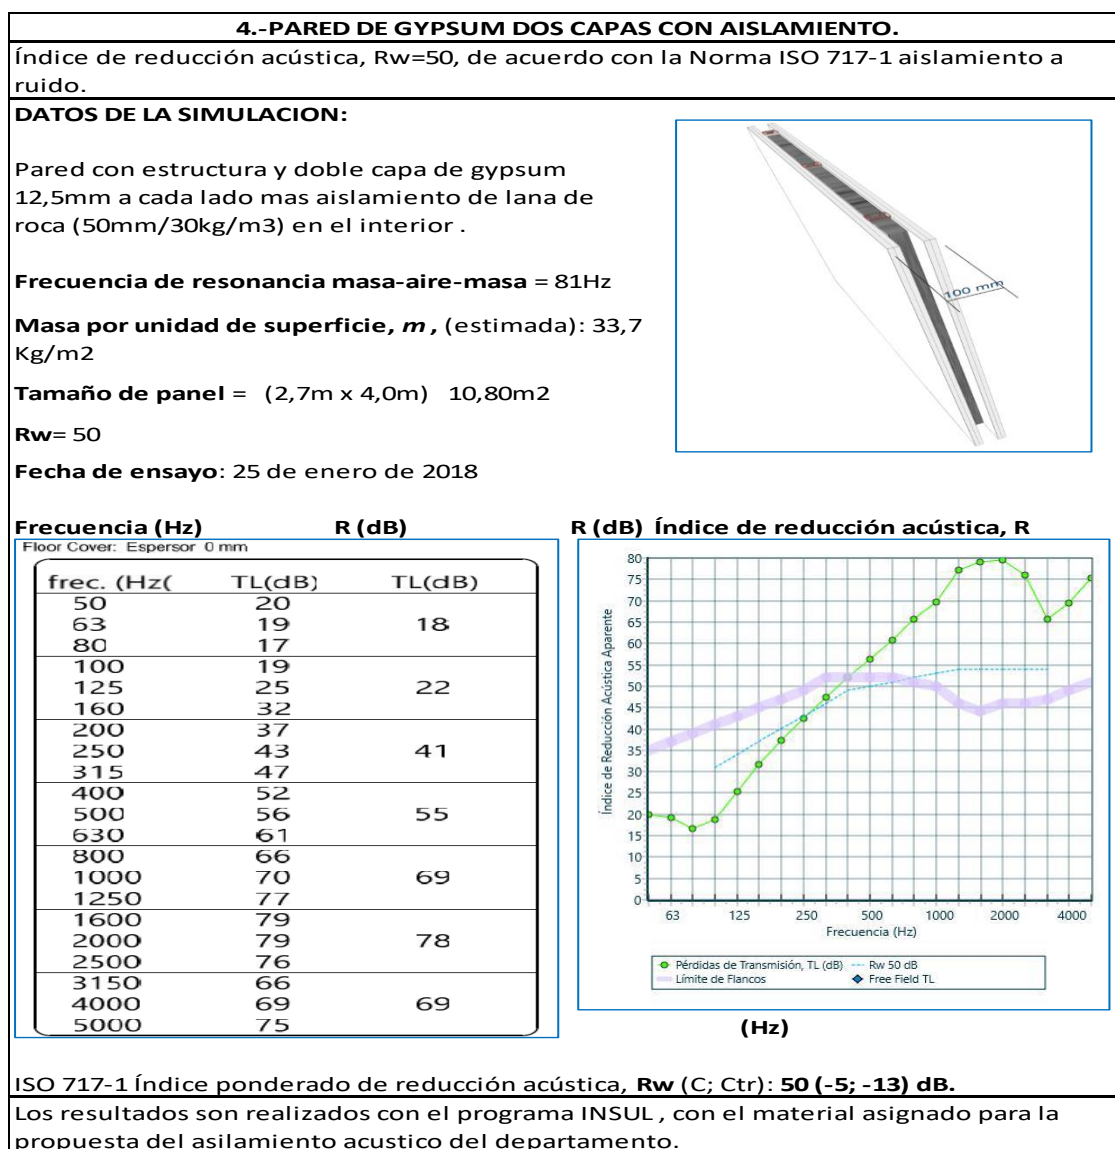 4.-PARED DE GYPSUM DOS CAPAS CON AISLAMIENTO.
Índice de reducción acústica, Rw=50, de acuerdo con la Norma ISO 717-1 aislamiento a
ruido.
DATOS DE LA SIMULACION:
Pared con estructura y doble capa de gypsum
12,5mm a cada lado mas aislamiento de lana de
roca (50mm/30kg/m3) en el interior .
Frecuencia de resonancia masa-aire-masa = 81Hz
Masa por unidad de superficie, m , (estimada): 33,7
Kg/m2
Tamaño de panel = (2,7m x 4,0m) 10,80m2
Rw= 50
Fecha de ensayo: 25 de enero de 2018
100 mm
Frecuencia (Hz) R (dB) R (dB) Índice de reducción acústica, R
Floor Cover: Espersor 0 mm
frec. (Hz( TL(dB) TL(dB)
50 20
63 19 18
80 17
100 19
125 25 22
160 32
200 37
250 43 41
315 47
400 52
500 56 55
630 61
800 66
1000 70 69
1250 77
1600 79
2000 79 78
2500 76
3150 66
4000 69 69
5000 75
Índice de Reducción Acústica Aparente
80
75
70
65
60
55
50
45
40
35
30
25
20
15
10
5
0
63 125 250 500 1000 2000 4000
Frecuencia (Hz)
Pérdidas de Transmisión, TL (dB) Rw 50 dB
Límite de Flancos Free Field TL
(Hz)
ISO 717-1 Índice ponderado de reducción acústica, Rw (C; Ctr): 50 (-5; -13) dB.
Los resultados son realizados con el programa INSUL , con el material asignado para la
propuesta del asilamiento acustico del departamento.